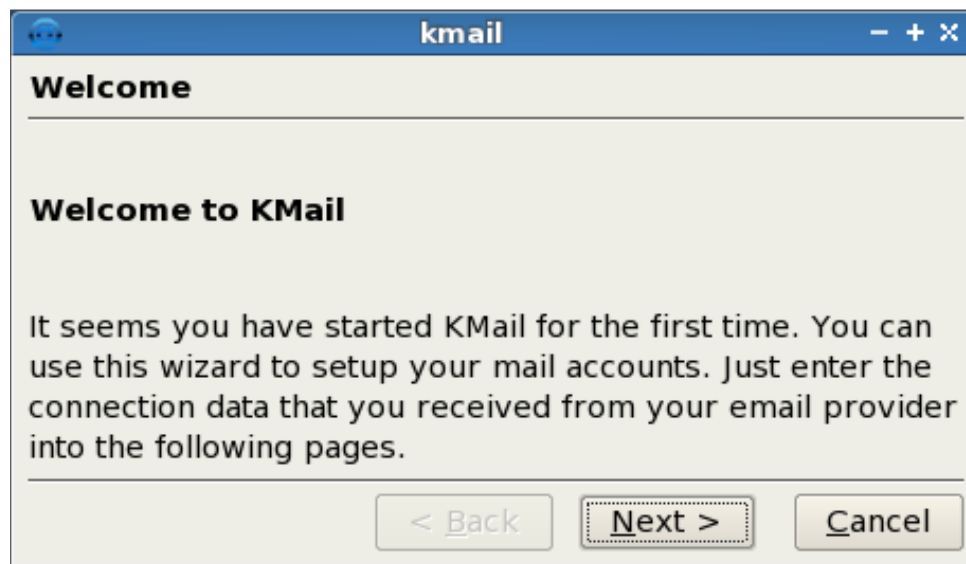 kmail
Welcome
Welcome to KMail
It seems you have started KMail for the first time. You can
use this wizard to setup your mail accounts. Just enter the
connection data that you received from your email provider
into the following pages.
< Back Next > Cancel